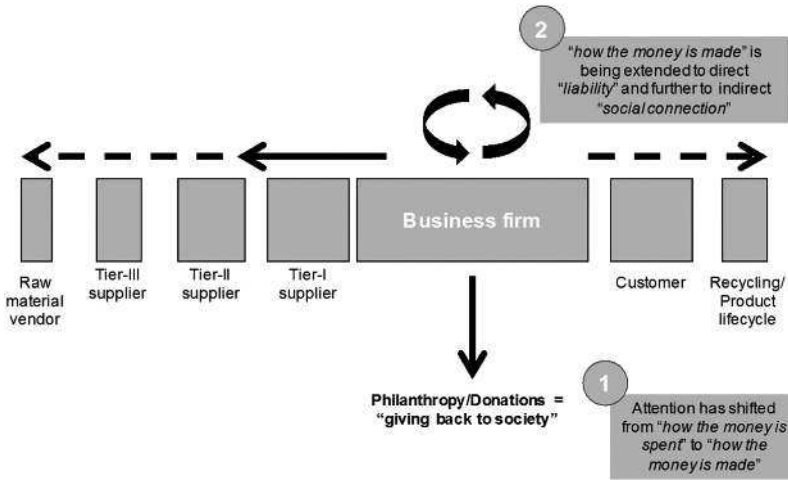 2
“how the money is made” is
being extended to direct
“liability” and further to indirect
“social connection”
Business firm
Raw
material
vendor
Tier-III
supplier
Tier-II
supplier
Tier-I
supplier
Customer
Recycling/
Product
lifecycle
Philanthropy/Donations =
“giving back to society”
1
Attention has shifted
from “how the money is
spent” to “how the
money is made”